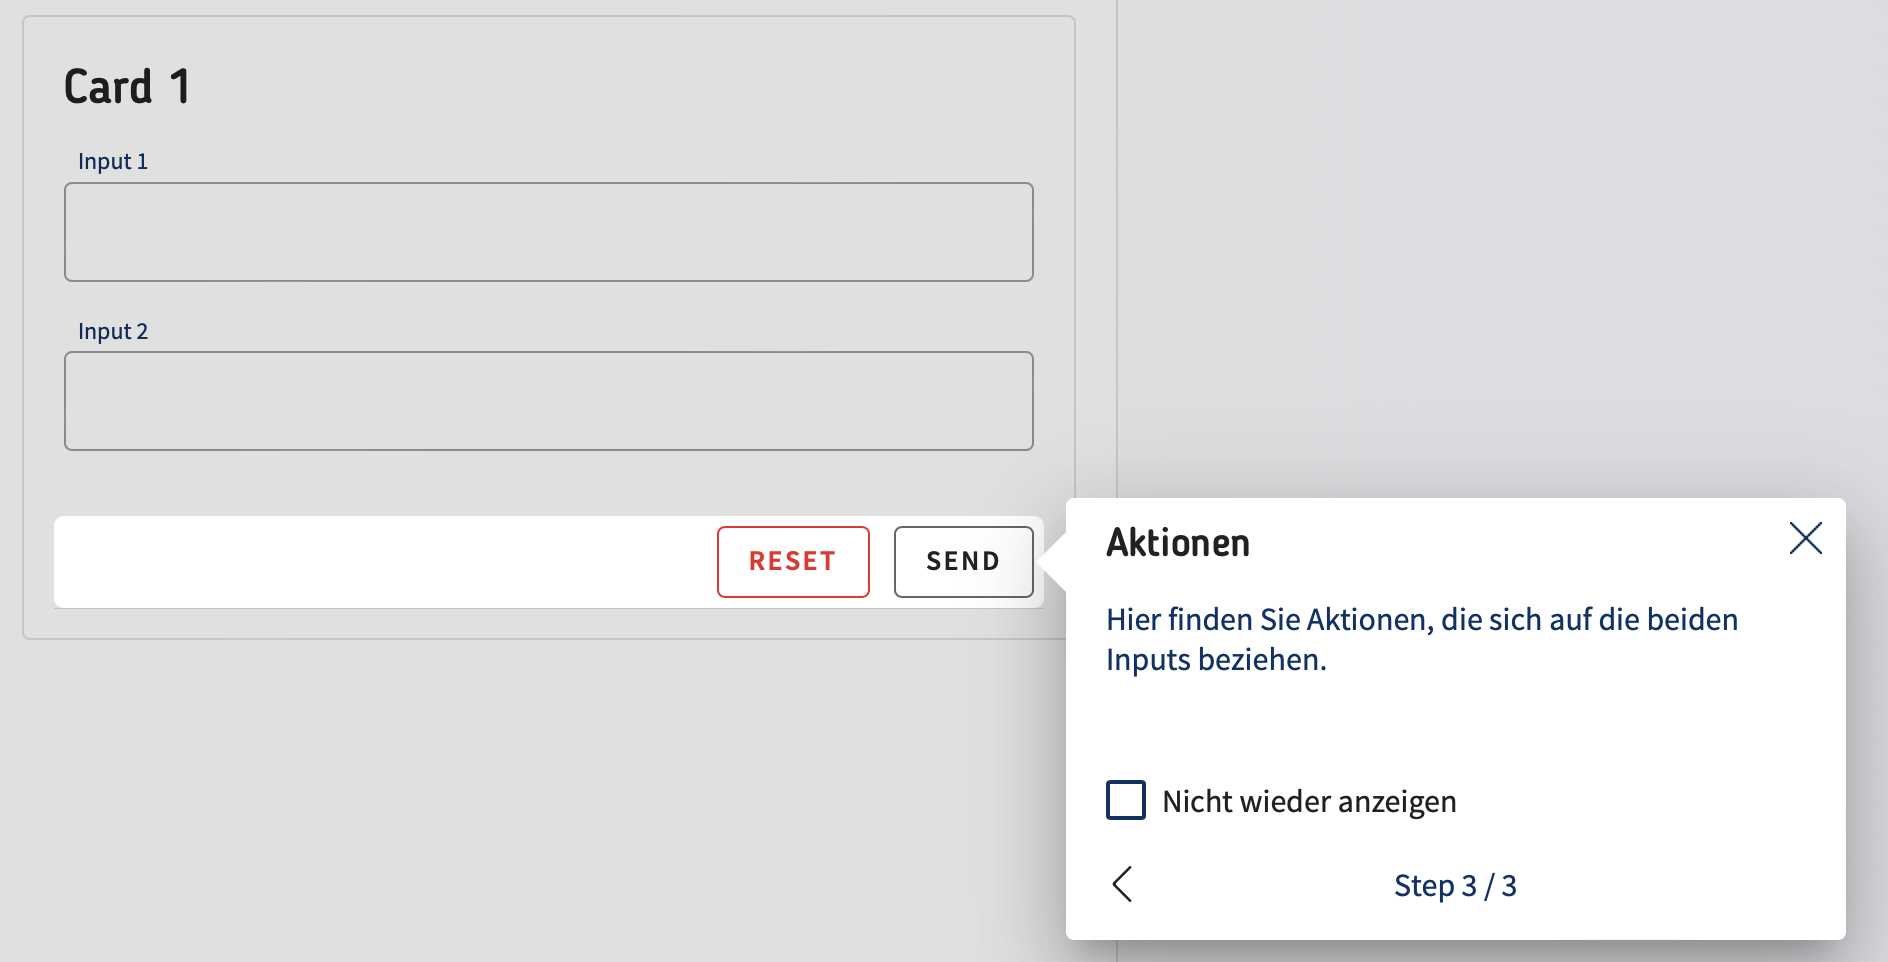 Card 1
Input 1
Input 2
RESET
SEND
Aktionen
Hier finden Sie Aktionen, die sich auf die beiden
Inputs beziehen.
Nicht wieder anzeigen
Step 3 / 3